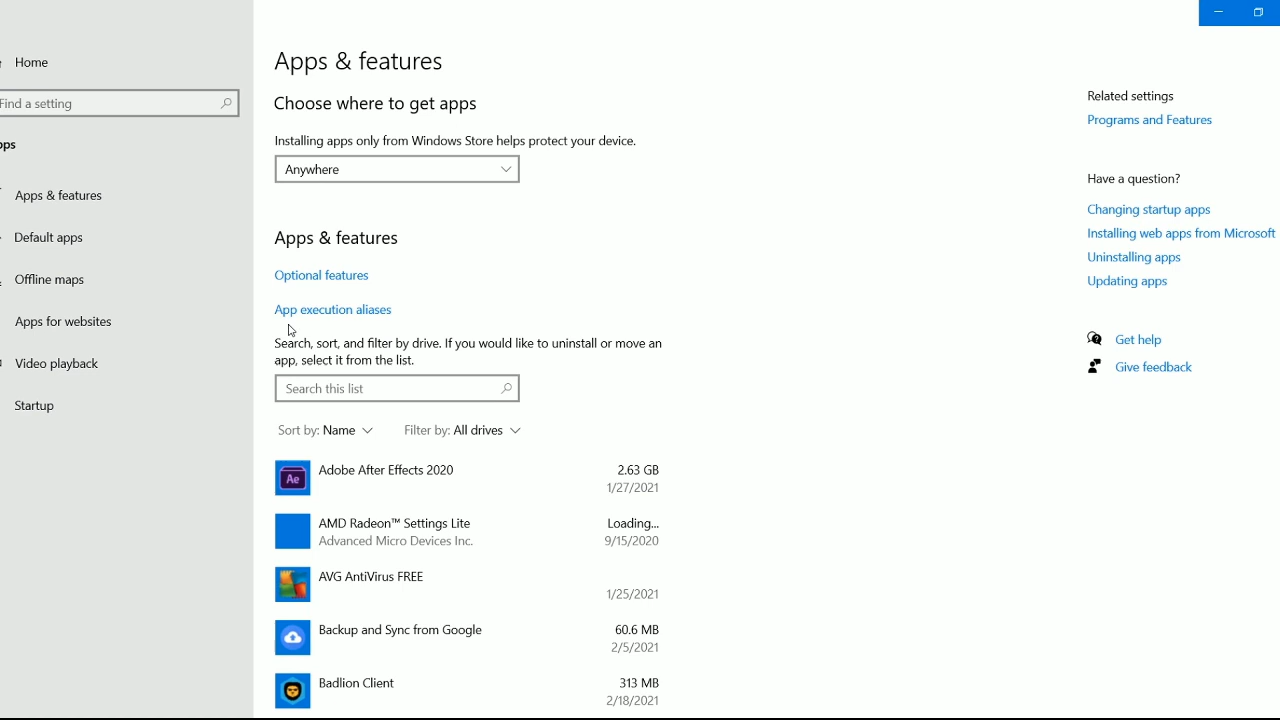 Home
Find a setting
Apps & features
Default apps
Offline maps
Apps for websites
Video playback
Startup
Apps & features
Choose where to get apps
Installing apps only from Windows Store helps protect your device.
Anywhere
Apps & features
Optional features
App execution aliases
Search, sort, and filter by drive. If you would like to uninstall or move an
app, select it from the list.
Search this list
Sort by: Name Filter by: All drives
Ae
Adobe After Effects 2020 2.63 GB
1/27/2021
AMD Radeon™ Settings Lite Loading...
Advanced Micro Devices Inc. 9/15/2020
AVG AntiVirus FREE
1/25/2021
Backup and Sync from Google 60.6 MB
2/5/2021
Badlion Client 313 MB
2/18/2021
Related settings
Programs and Features
Have a question?
Changing startup apps
Installing web apps from Microsoft
Uninstalling apps
Updating apps
Get help
Give feedback